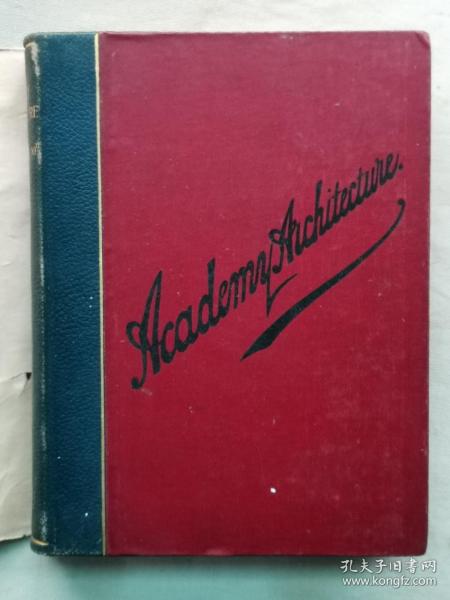 Academy Architecture.
孔夫子旧书网
www.kongfz.com